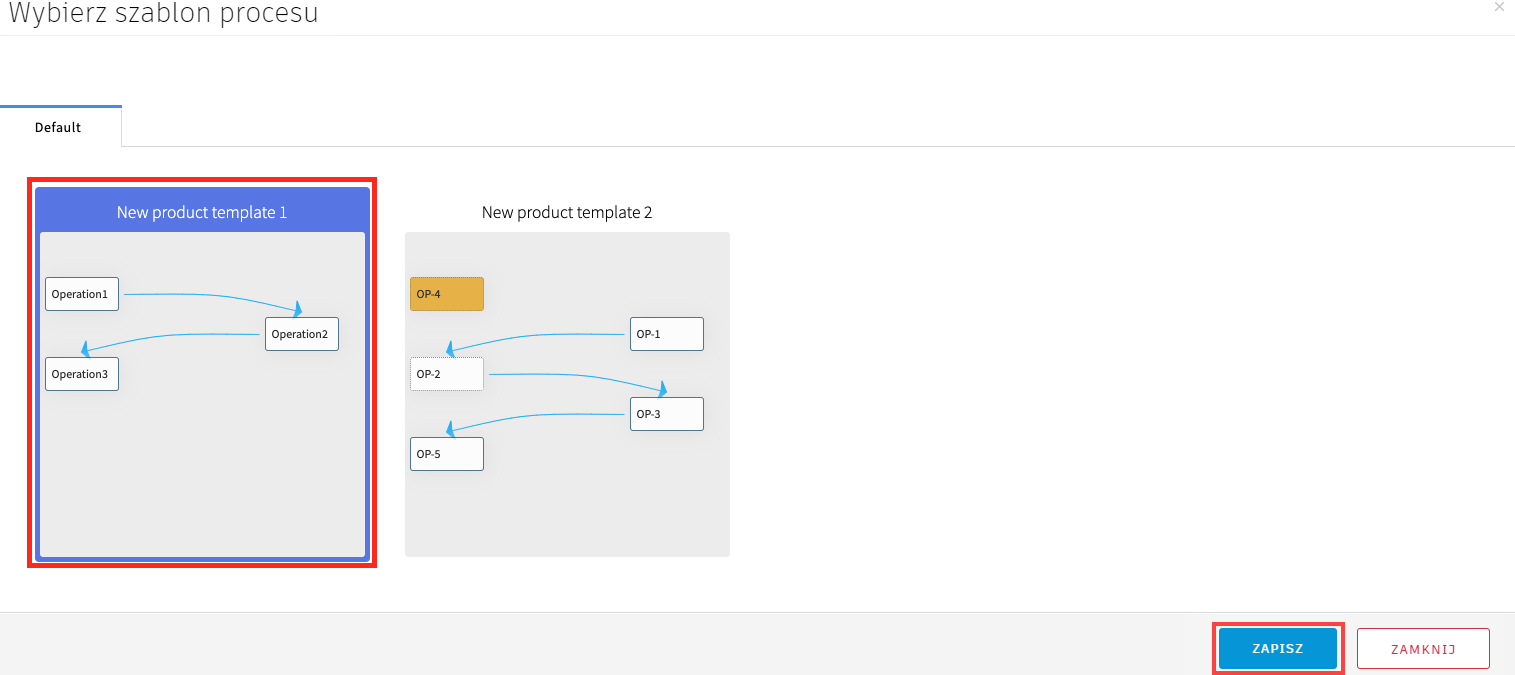 Wybierz szablon procesu
Default
New product template 1
Operation1
Operation2
Operation3
New product template 2
OP-4
OP-1
OP-2
OP-3
OP-5
ZAPISZ
ZAMKNIJ